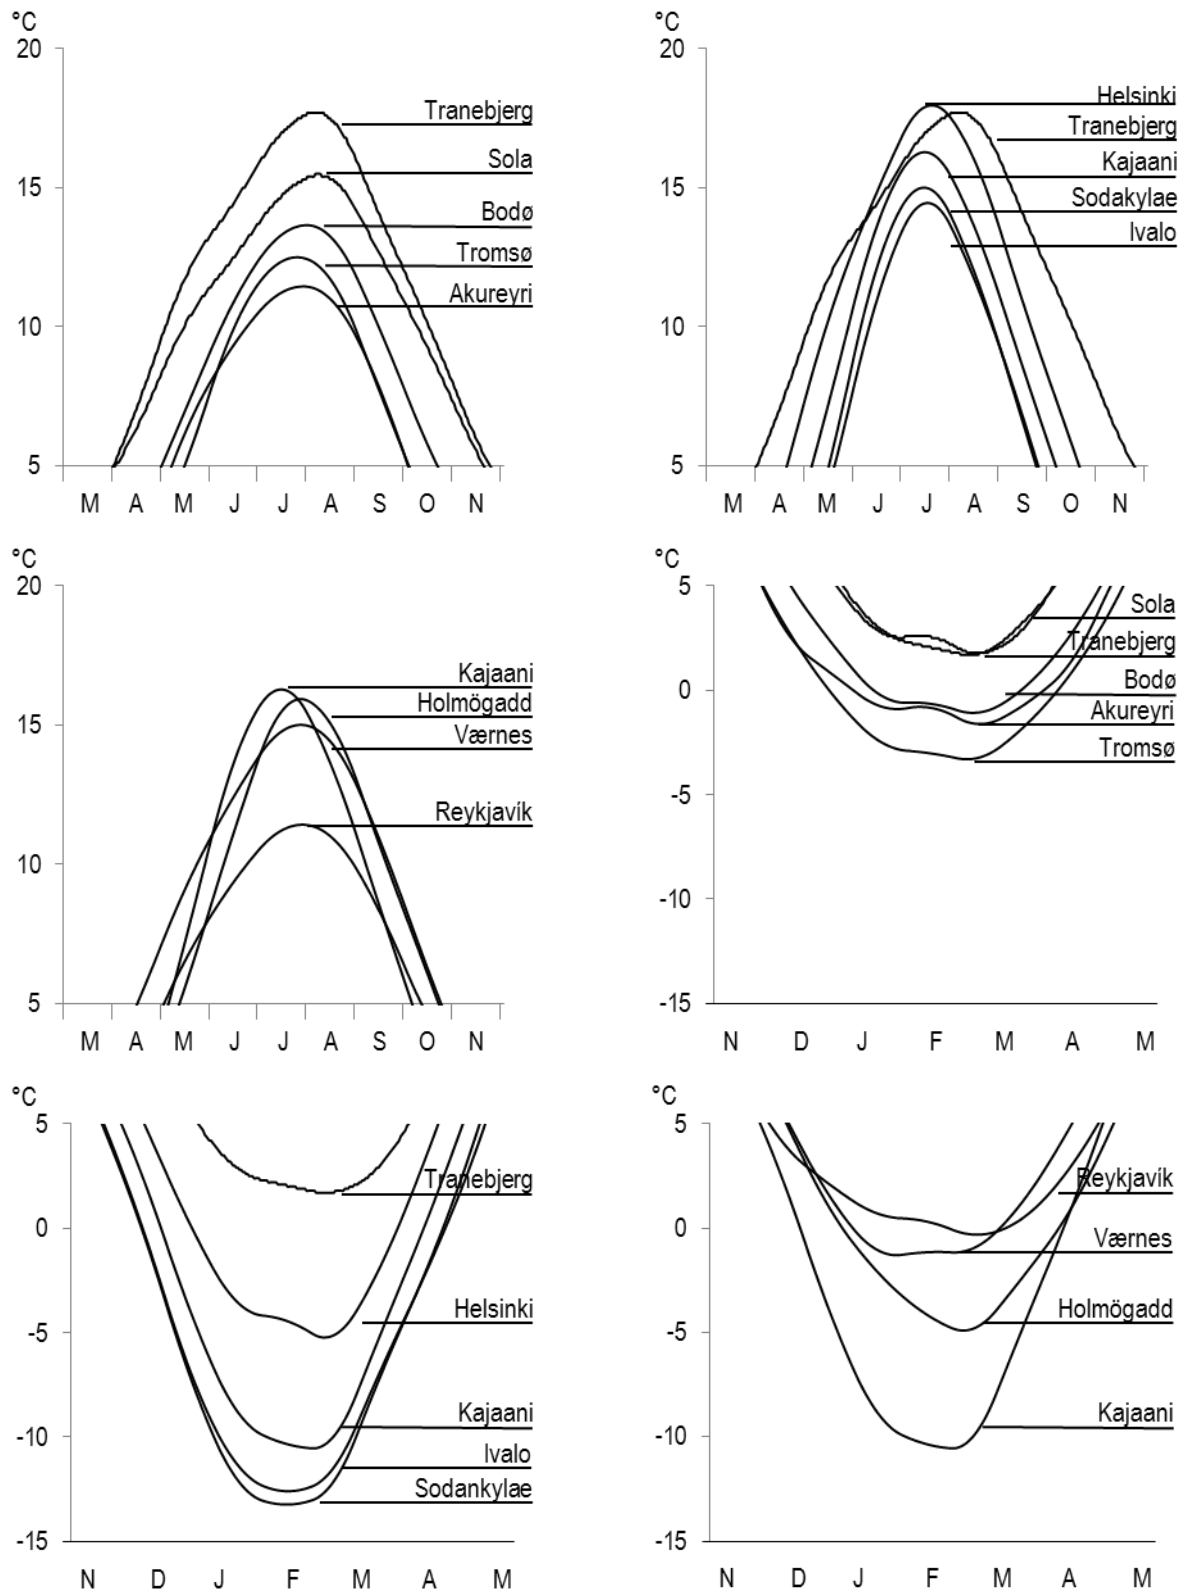 °C
20
Tranebjerg
Sola
15
Bodø
Tromsø
Akureyri
10
5
M A M J J A S O N
°C
20
Helsinki
Tranebjerg
Kajaani
15
Sodakylae
Ivalo
10
5
M A M J J A S O N
°C
20
Kajaani
Holmögadd
15
Værnes
Reykjavík
10
5
M A M J J A S O N
°C
5
Sola
Tranebjerg
0
Bodø
Akureyri
Tromsø
-5
-10
-15
N D J F M A M
°C
5
Tranebjerg
0
Helsinki
-5
Kajaani
-10
Ivalo
Sodankylae
-15
N D J F M A M
°C
5
Reykjavík
0
Værnes
Holmögadd
-5
Kajaani
-10
-15
N D J F M A M